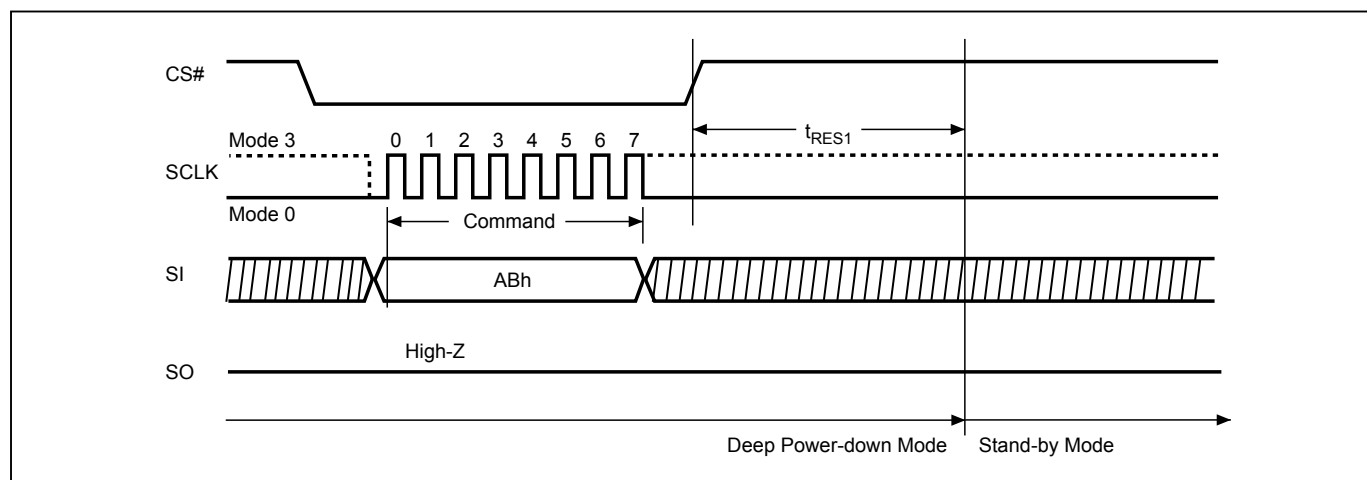 CS#
tRES1
Mode 3
0 1 2 3 4 5 6 7
SCLK
Mode 0
Command
SI
ABh
High-Z
SO
Deep Power-down Mode
Stand-by Mode